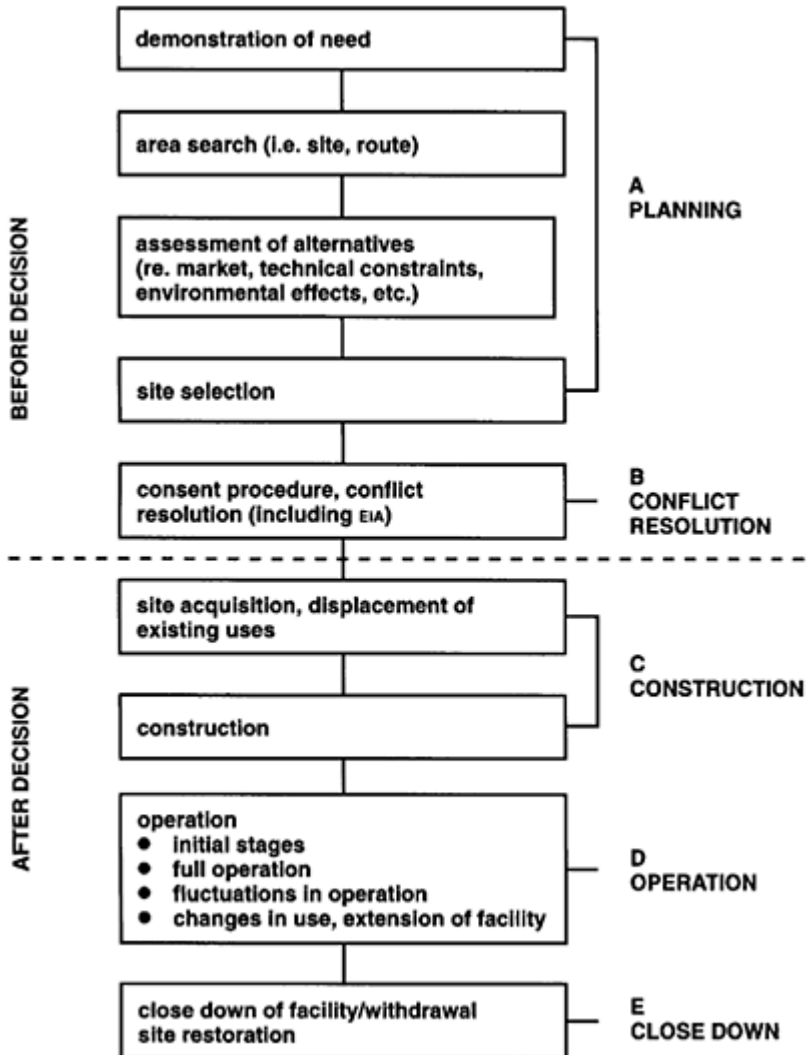 demonstration of need
area search (i.e. site, route)
A
PLANNING
assessment of alternatives
(re. market, technical constraints,
environmental effects, etc.)
BEFORE DECISION
site selection
consent procedure, conflict
resolution (including EIA)
B
CONFLICT
RESOLUTION
site acquisition, displacement of
existing uses
C
CONSTRUCTION
construction
AFTER DECISION
operation
● initial stages
● full operation
● fluctuations in operation
● changes in use, extension of facility
D
OPERATION
close down of facility/withdrawal
site restoration
E
CLOSE DOWN